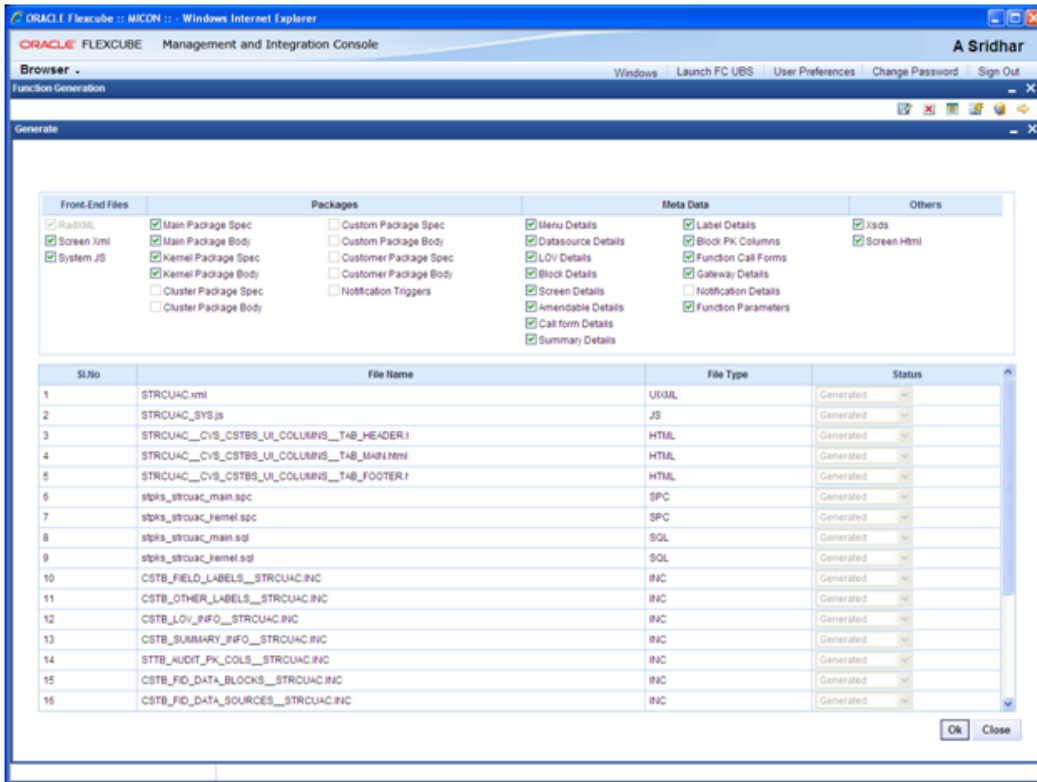 ORACLE Flexcube :: MICON :: - Windows Internet Explorer
ORACLE FLEXCUBE Management and Integration Console A Sridhar
Browser Windows Launch FC UBS User Preferences Change Password Sign Out
Function Generation
Generate
Front-End Files Packages Meta Data Others
RadXML Main Package Spec Custom Package Spec Menu Details Label Details Xsds
Screen Xml Main Package Body Custom Package Body Datasource Details Block PK Columns Screen Html
System JS Kernel Package Spec Customer Package Spec LOV Details Function Call Forms
Kernel Package Body Customer Package Body Block Details Gateway Details
Cluster Package Spec Notification Triggers Screen Details Notification Details
Cluster Package Body Amendable Details Function Parameters
Call form Details
Summary Details
Sl.No File Name File Type Status
1 STRCUAC.xml UIXML Generated
2 STRCUAC_SYS.js JS Generated
3 STRCUAC__CVS_CSTBS_UI_COLUMNS__TAB_HEADER.h HTML Generated
4 STRCUAC__CVS_CSTBS_UI_COLUMNS__TAB_MAIN.html HTML Generated
5 STRCUAC__CVS_CSTBS_UI_COLUMNS__TAB_FOOTER.h HTML Generated
6 stpks_strcuac_main.spc SPC Generated
7 stpks_strcuac_kernel.spc SPC Generated
8 stpks_strcuac_main.sql SQL Generated
9 stpks_strcuac_kernel.sql SQL Generated
10 CSTB_FIELD_LABELS__STRCUAC.INC INC Generated
11 CSTB_OTHER_LABELS__STRCUAC.INC INC Generated
12 CSTB_LOV_INFO__STRCUAC.INC INC Generated
13 CSTB_SUMMARY_INFO__STRCUAC.INC INC Generated
14 STTB_AUDIT_PK_COLS__STRCUAC.INC INC Generated
15 CSTB_FID_DATA_BLOCKS__STRCUAC.INC INC Generated
16 CSTB_FID_DATA_SOURCES__STRCUAC.INC INC Generated
Ok Close